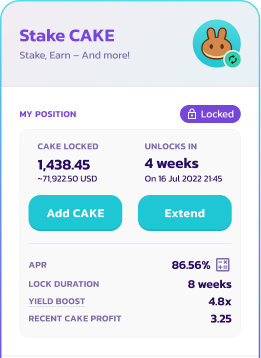 Stake CAKE
Stake, Earn – And more!
MY POSITION
Locked
CAKE LOCKED
UNLOCKS IN
1,438.45
4 weeks
~71,922.50 USD
On 16 Jul 2022 21:45
Add CAKE
Extend
APR
86.56%
LOCK DURATION
8 weeks
YIELD BOOST
4.8x
RECENT CAKE PROFIT
3.25